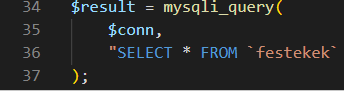 34 $result = mysqli_query(
35 $conn,
36 "SELECT * FROM `festekek`
37 );